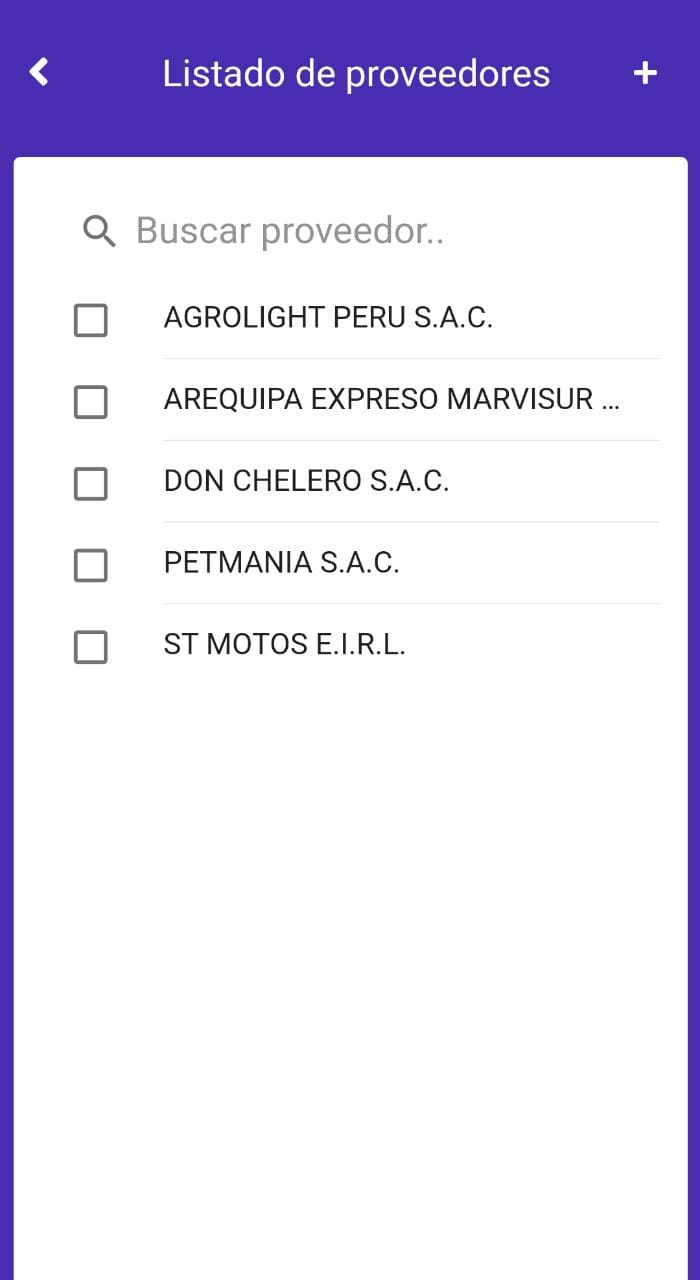 Listado de proveedores
Buscar proveedor..
AGROLIGHT PERU S.A.C.
AREQUIPA EXPRESO MARVISUR ...
DON CHELERO S.A.C.
PETMANIA S.A.C.
ST MOTOS E.I.R.L.